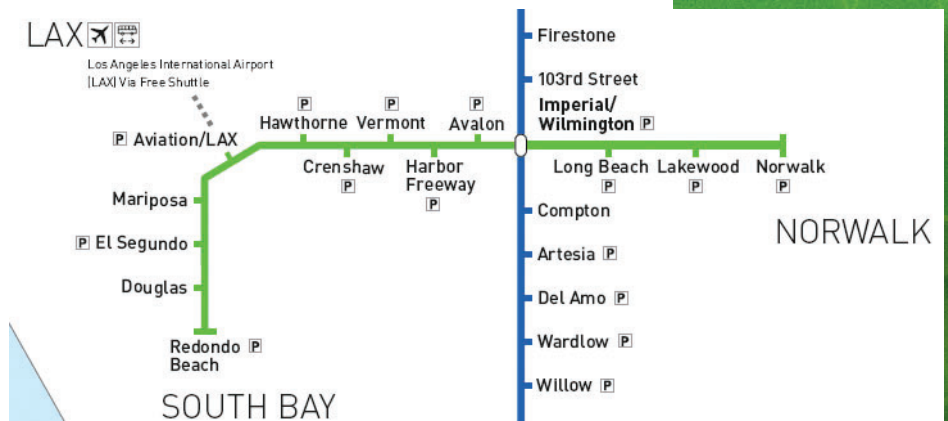 LAX
Los Angeles International Airport
[LAX] Via Free Shuttle
P Aviation/LAX
Mariposa
P El Segundo
Douglas
Redondo P
Beach
SOUTH BAY
P
Hawthorne
Crenshaw
P
P
Vermont
Harbor
Freeway
P
P
Avalon
Firestone
103rd Street
Imperial/
Wilmington P
Long Beach
P
Lakewood
P
Norwalk
P
NORWALK
Compton
Artesia P
Del Amo P
Wardlow P
Willow P